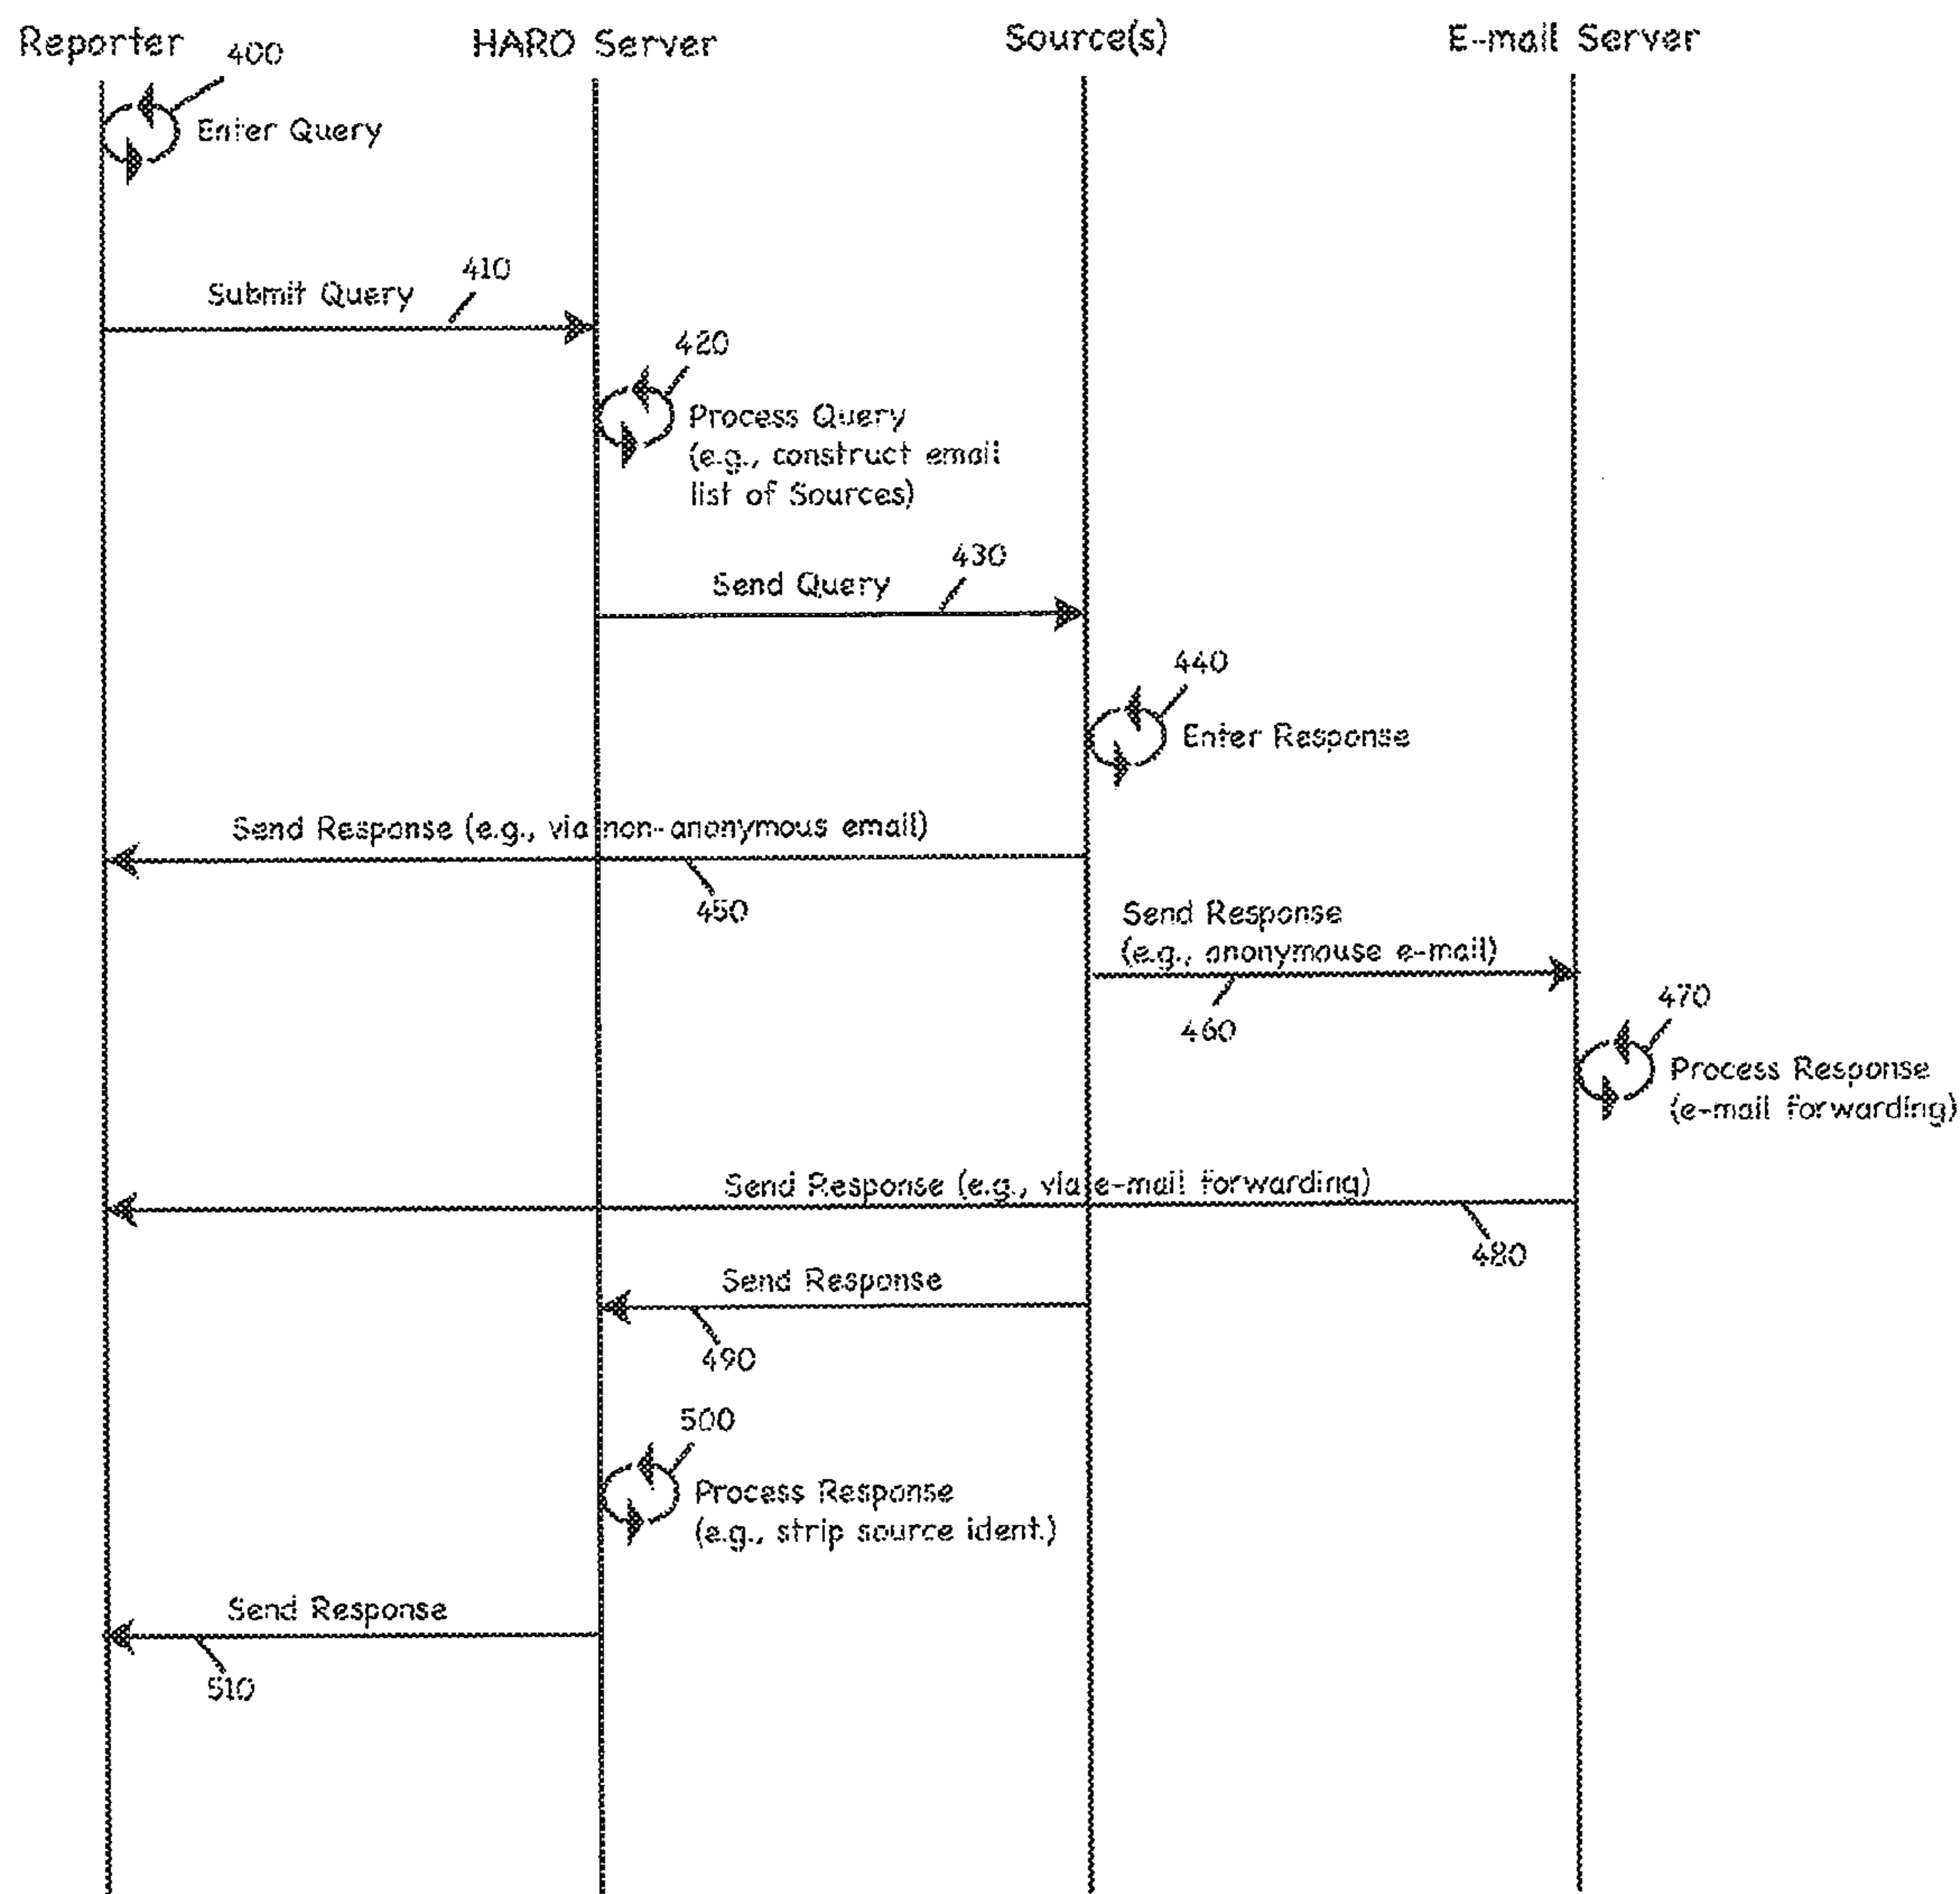 Reporter
HARO Server
Source(s)
E-mail Server
400
Enter Query
410
Submit Query
420
Process Query
(e.g., construct email
list of Sources)
430
Send Query
440
Enter Response
Send Response (e.g., via non-anonymous email)
450
Send Response
(e.g., anonymouse e-mail)
460
470
Process Response
(e-mail forwarding)
Send Response (e.g., via e-mail forwarding)
480
Send Response
490
500
Process Response
(e.g., strip source ident.)
Send Response
510